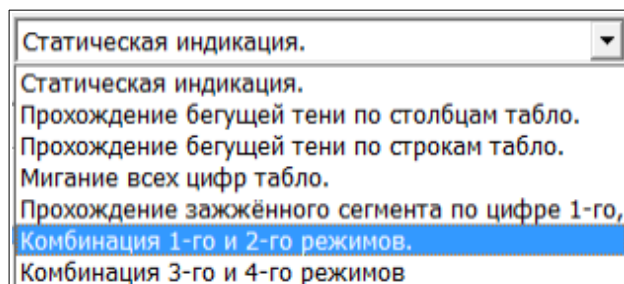 Статическая индикация.
Статическая индикация.
Прохождение бегущей тени по столбцам табло.
Прохождение бегущей тени по строкам табло.
Мигание всех цифр табло.
Прохождение зажжённого сегмента по цифре 1-го,
Комбинация 1-го и 2-го режимов.
Комбинация 3-го и 4-го режимов